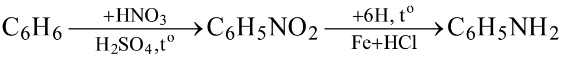 C₆H₆ —+HNO₃ / H₂SO₄,tº→ C₆H₅NO₂ —+6H, tº / Fe+HCl→ C₆H₅NH₂